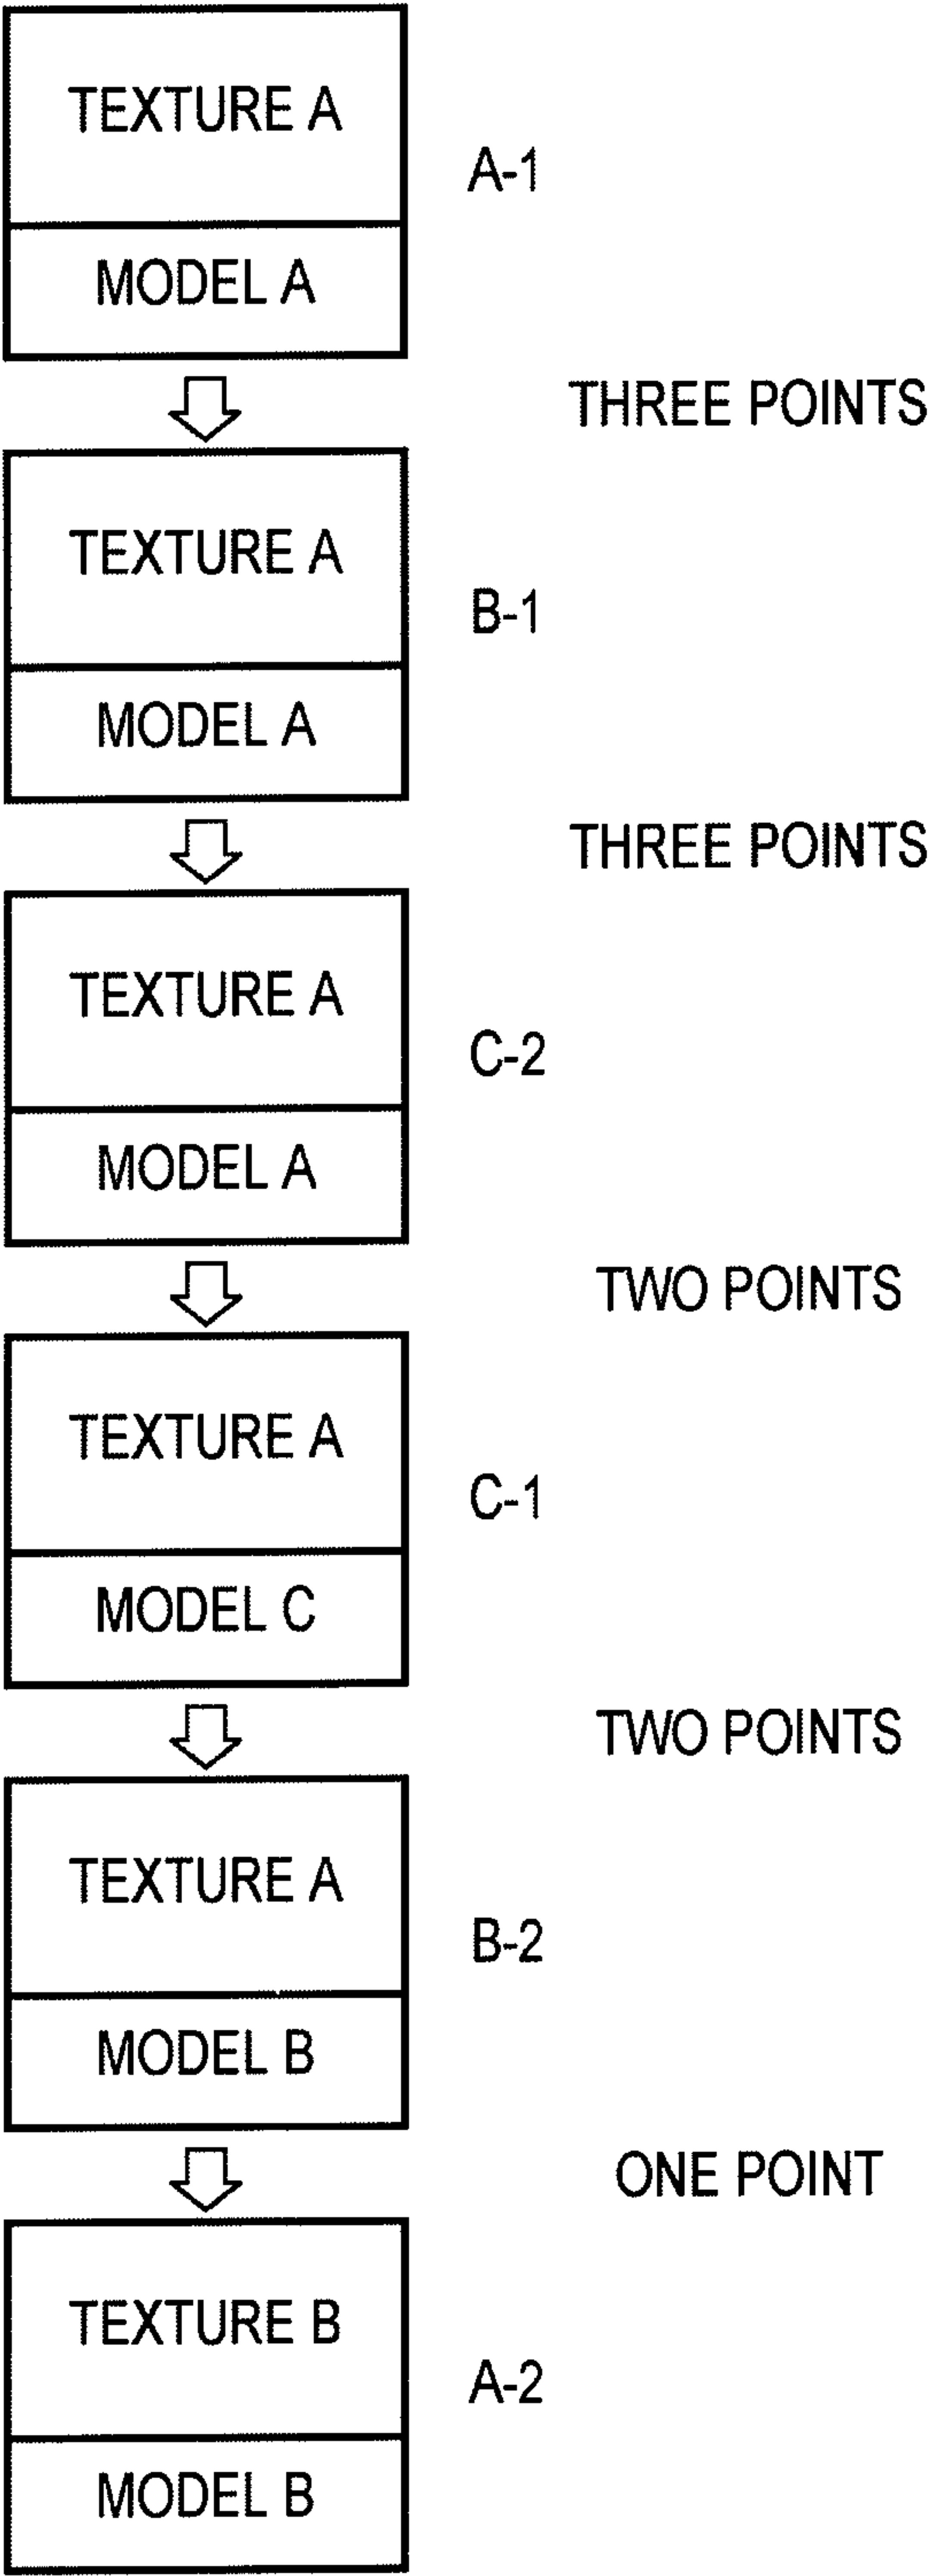 TEXTURE A
A-1
MODEL A
THREE POINTS
TEXTURE A
B-1
MODEL A
THREE POINTS
TEXTURE A
C-2
MODEL A
TWO POINTS
TEXTURE A
C-1
MODEL C
TWO POINTS
TEXTURE A
B-2
MODEL B
ONE POINT
TEXTURE B
A-2
MODEL B